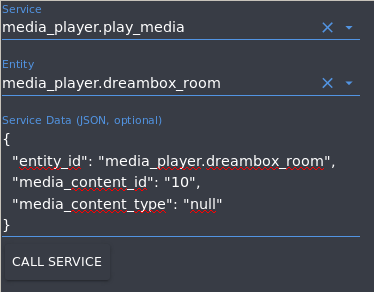 Service
media_player.play_media
Entity
media_player.dreambox_room
Service Data (JSON, optional)
{
  "entity_id": "media_player.dreambox_room",
  "media_content_id": "10",
  "media_content_type": "null"
}
CALL SERVICE